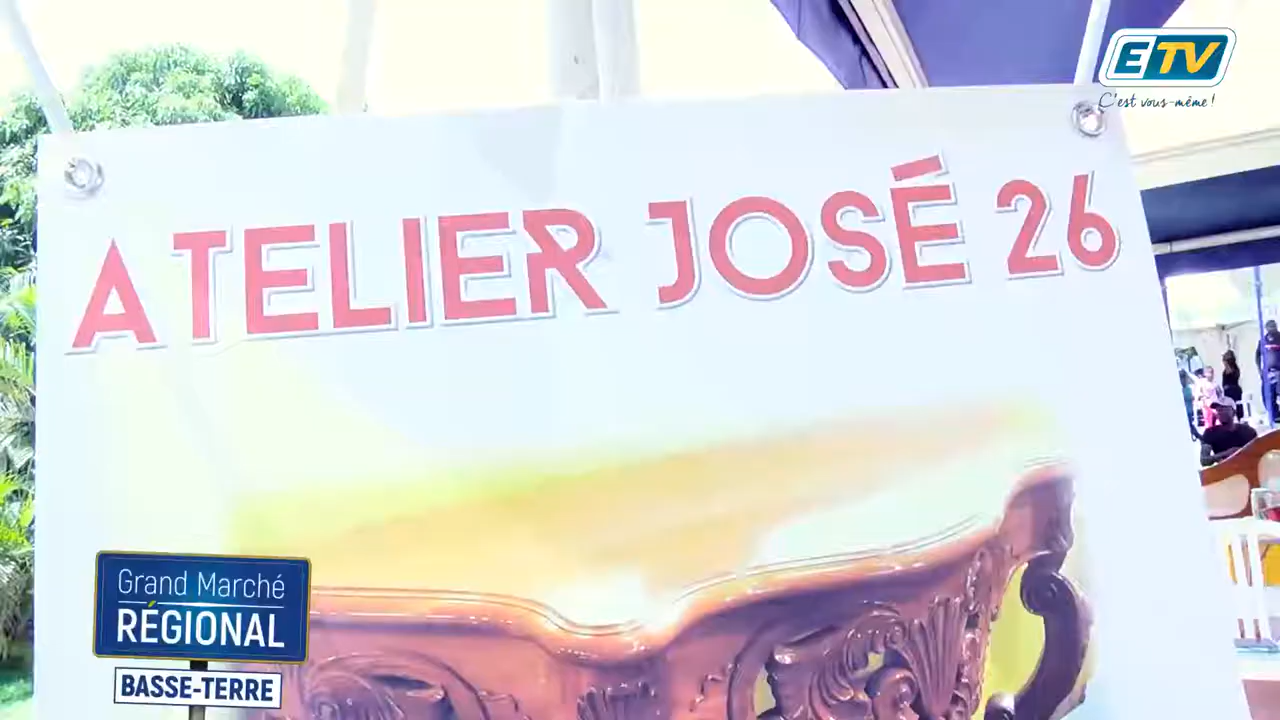 ETV
C'est vous-même !
ATELIER JOSÉ 26
Grand Marché
RÉGIONAL
BASSE-TERRE